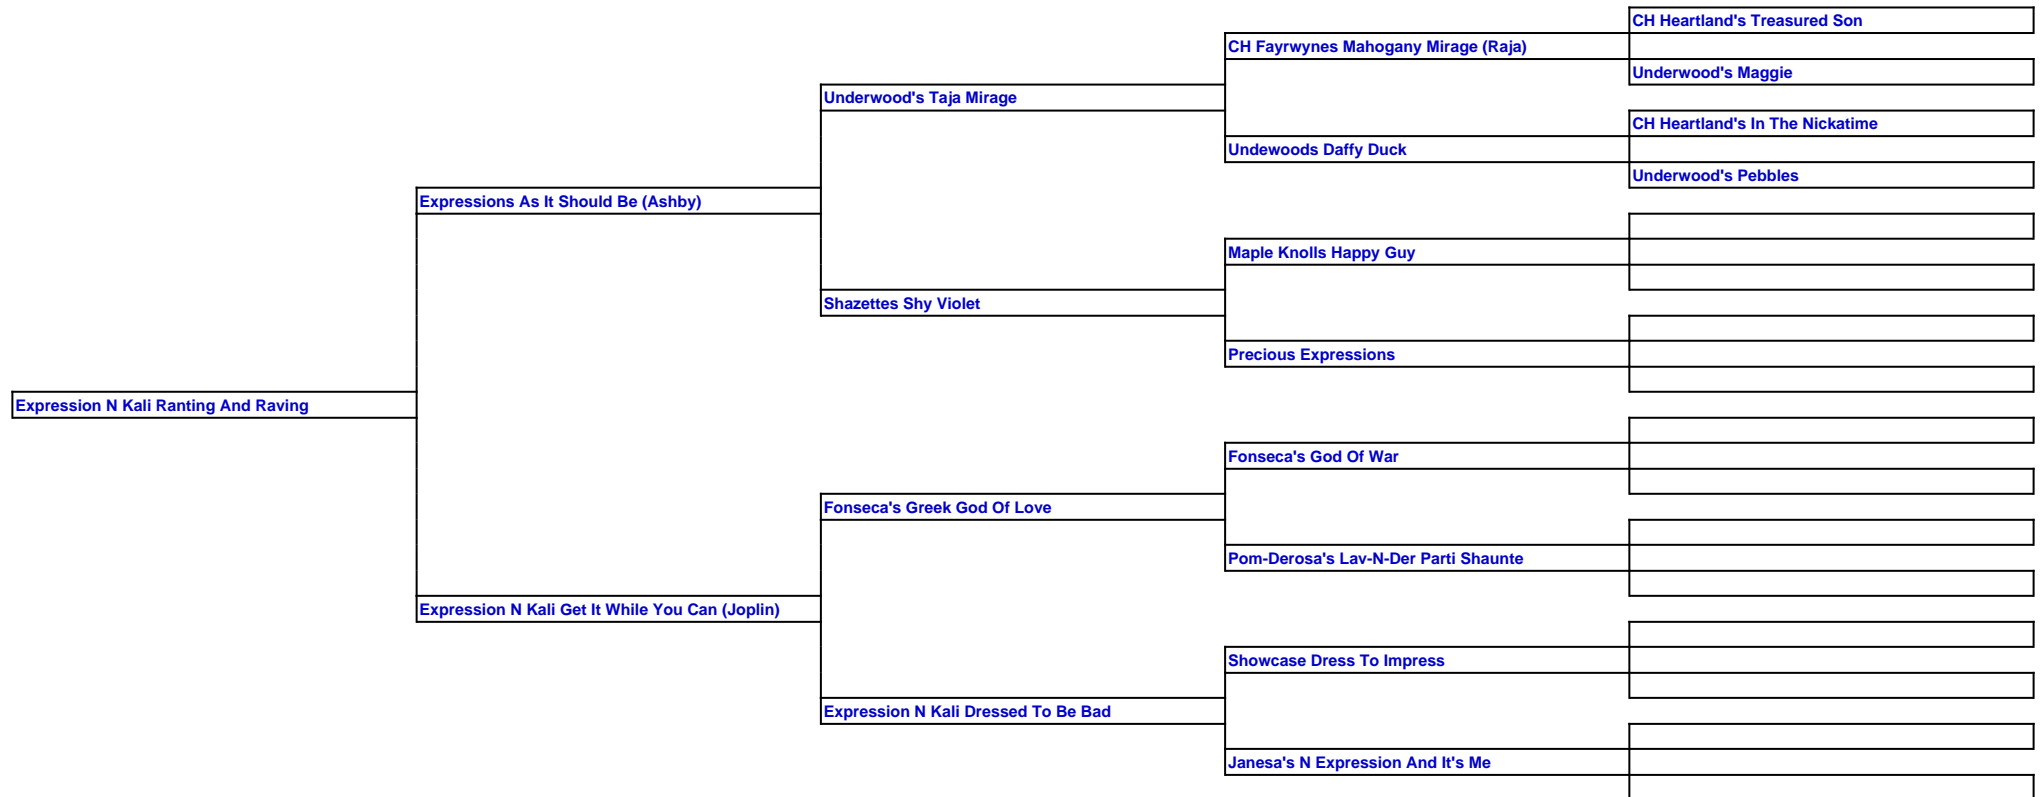 CH Heartland's Treasured Son
CH Fayrwynes Mahogany Mirage (Raja)
Underwood's Maggie
Underwood's Taja Mirage
CH Heartland's In The Nickatime
Undewoods Daffy Duck
Underwood's Pebbles
Expressions As It Should Be (Ashby)
Maple Knolls Happy Guy
Shazettes Shy Violet
Precious Expressions
Expression N Kali Ranting And Raving
Fonseca's God Of War
Fonseca's Greek God Of Love
Pom-Derosa's Lav-N-Der Parti Shaunte
Expression N Kali Get It While You Can (Joplin)
Showcase Dress To Impress
Expression N Kali Dressed To Be Bad
Janesa's N Expression And It's Me